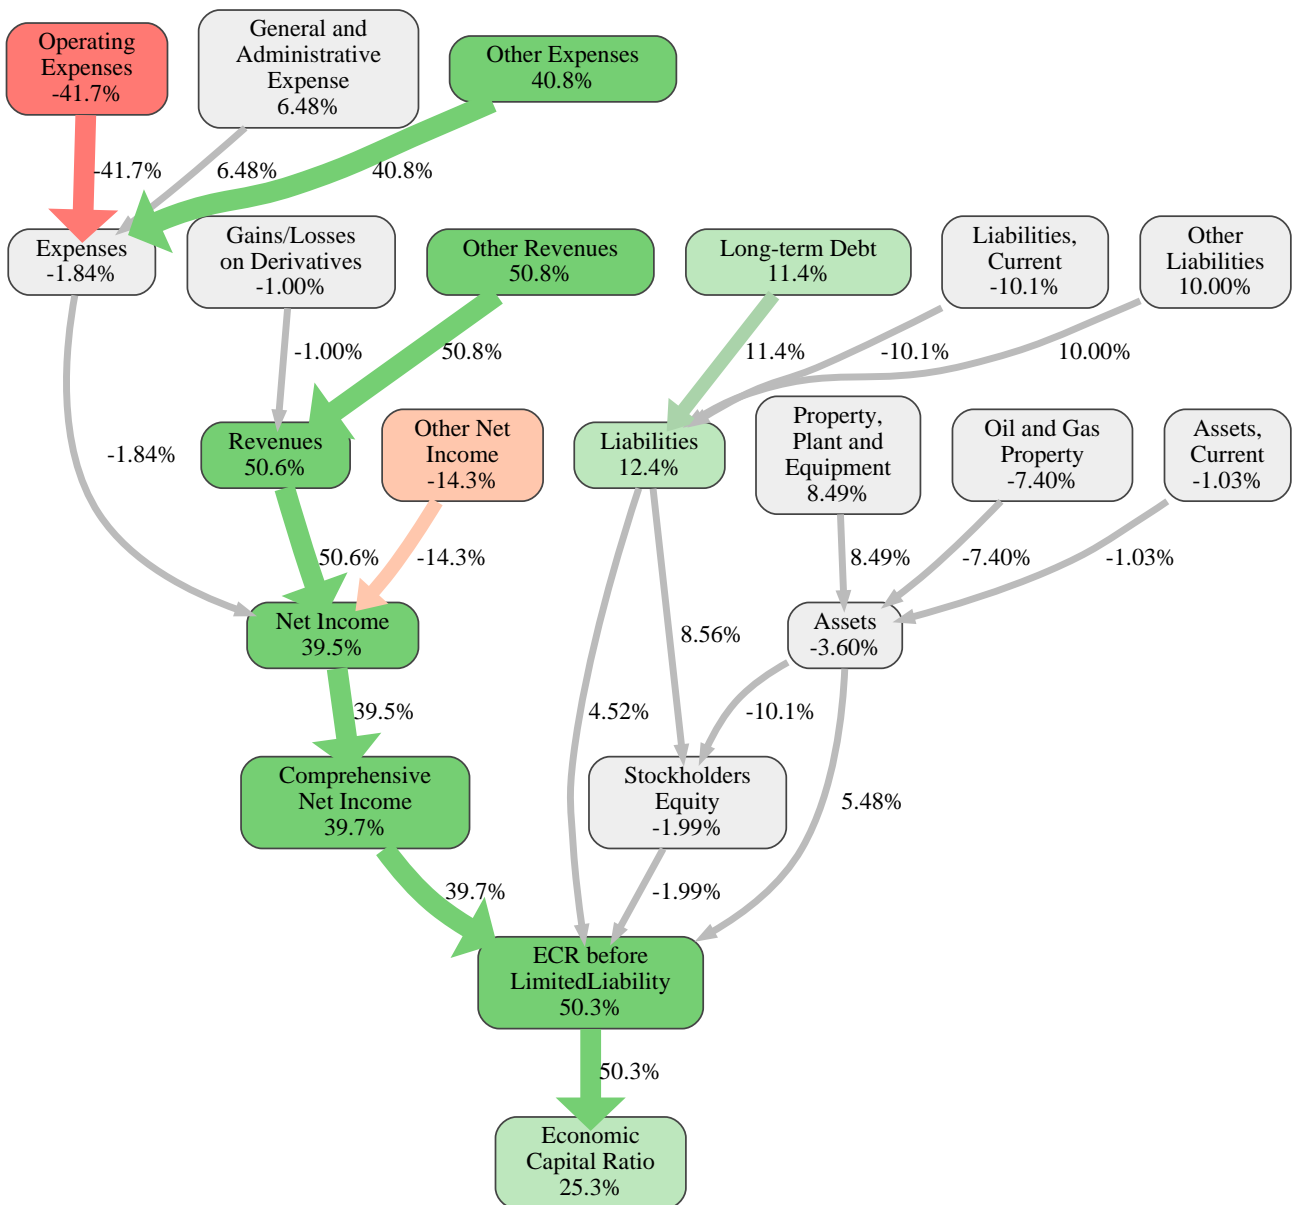 Operating
Expenses
-41.7%
General and
Administrative
Expense
6.48%
Other Expenses
40.8%
-41.7%
6.48%
40.8%
Expenses
-1.84%
Gains/Losses
on Derivatives
-1.00%
Other Revenues
50.8%
Long-term Debt
11.4%
Liabilities,
Current
-10.1%
Other
Liabilities
10.00%
-1.00%
50.8%
11.4%
-10.1%
10.00%
-1.84%
Revenues
50.6%
Other Net
Income
-14.3%
Liabilities
12.4%
Property,
Plant and
Equipment
8.49%
Oil and Gas
Property
-7.40%
Assets,
Current
-1.03%
50.6%
-14.3%
8.49%
-7.40%
-1.03%
Net Income
39.5%
8.56%
Assets
-3.60%
39.5%
4.52%
-10.1%
Comprehensive
Net Income
39.7%
Stockholders
Equity
-1.99%
5.48%
39.7%
-1.99%
ECR before
LimitedLiability
50.3%
50.3%
Economic
Capital Ratio
25.3%